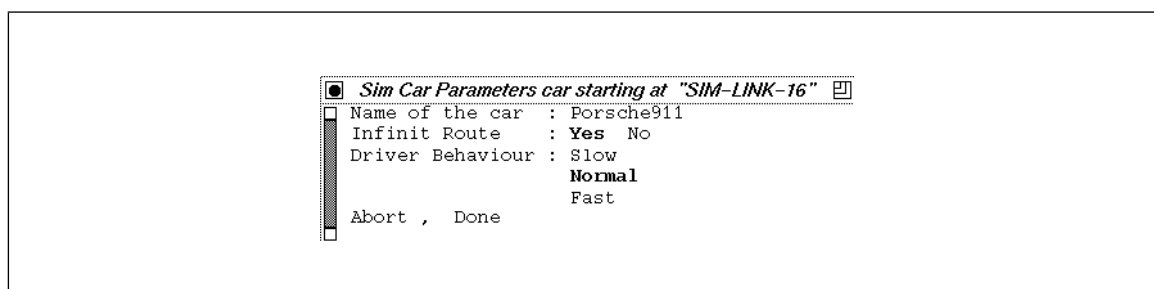 Sim Car Parameters car starting at "SIM-LINK-16"
Name of the car : Porsche911
Infinit Route : Yes No
Driver Behaviour : Slow
Normal
Fast
Abort , Done